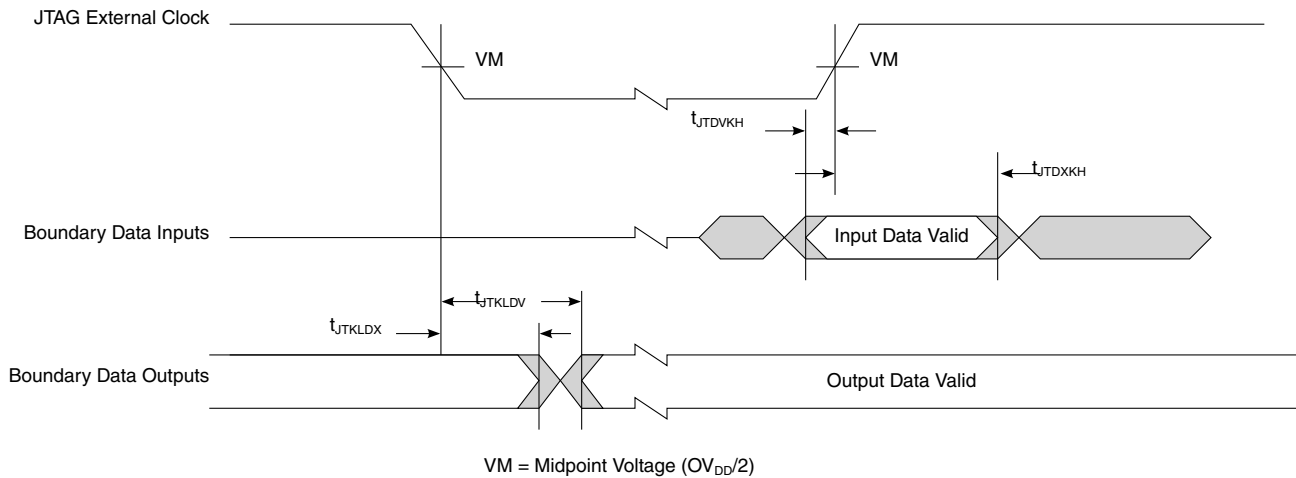 JTAG External Clock
VM
VM
tJTDVKH
tJTDXKH
Boundary Data Inputs
Input Data Valid
tJTKLDV
tJTKLDX
Boundary Data Outputs
Output Data Valid
VM = Midpoint Voltage (OVDD/2)